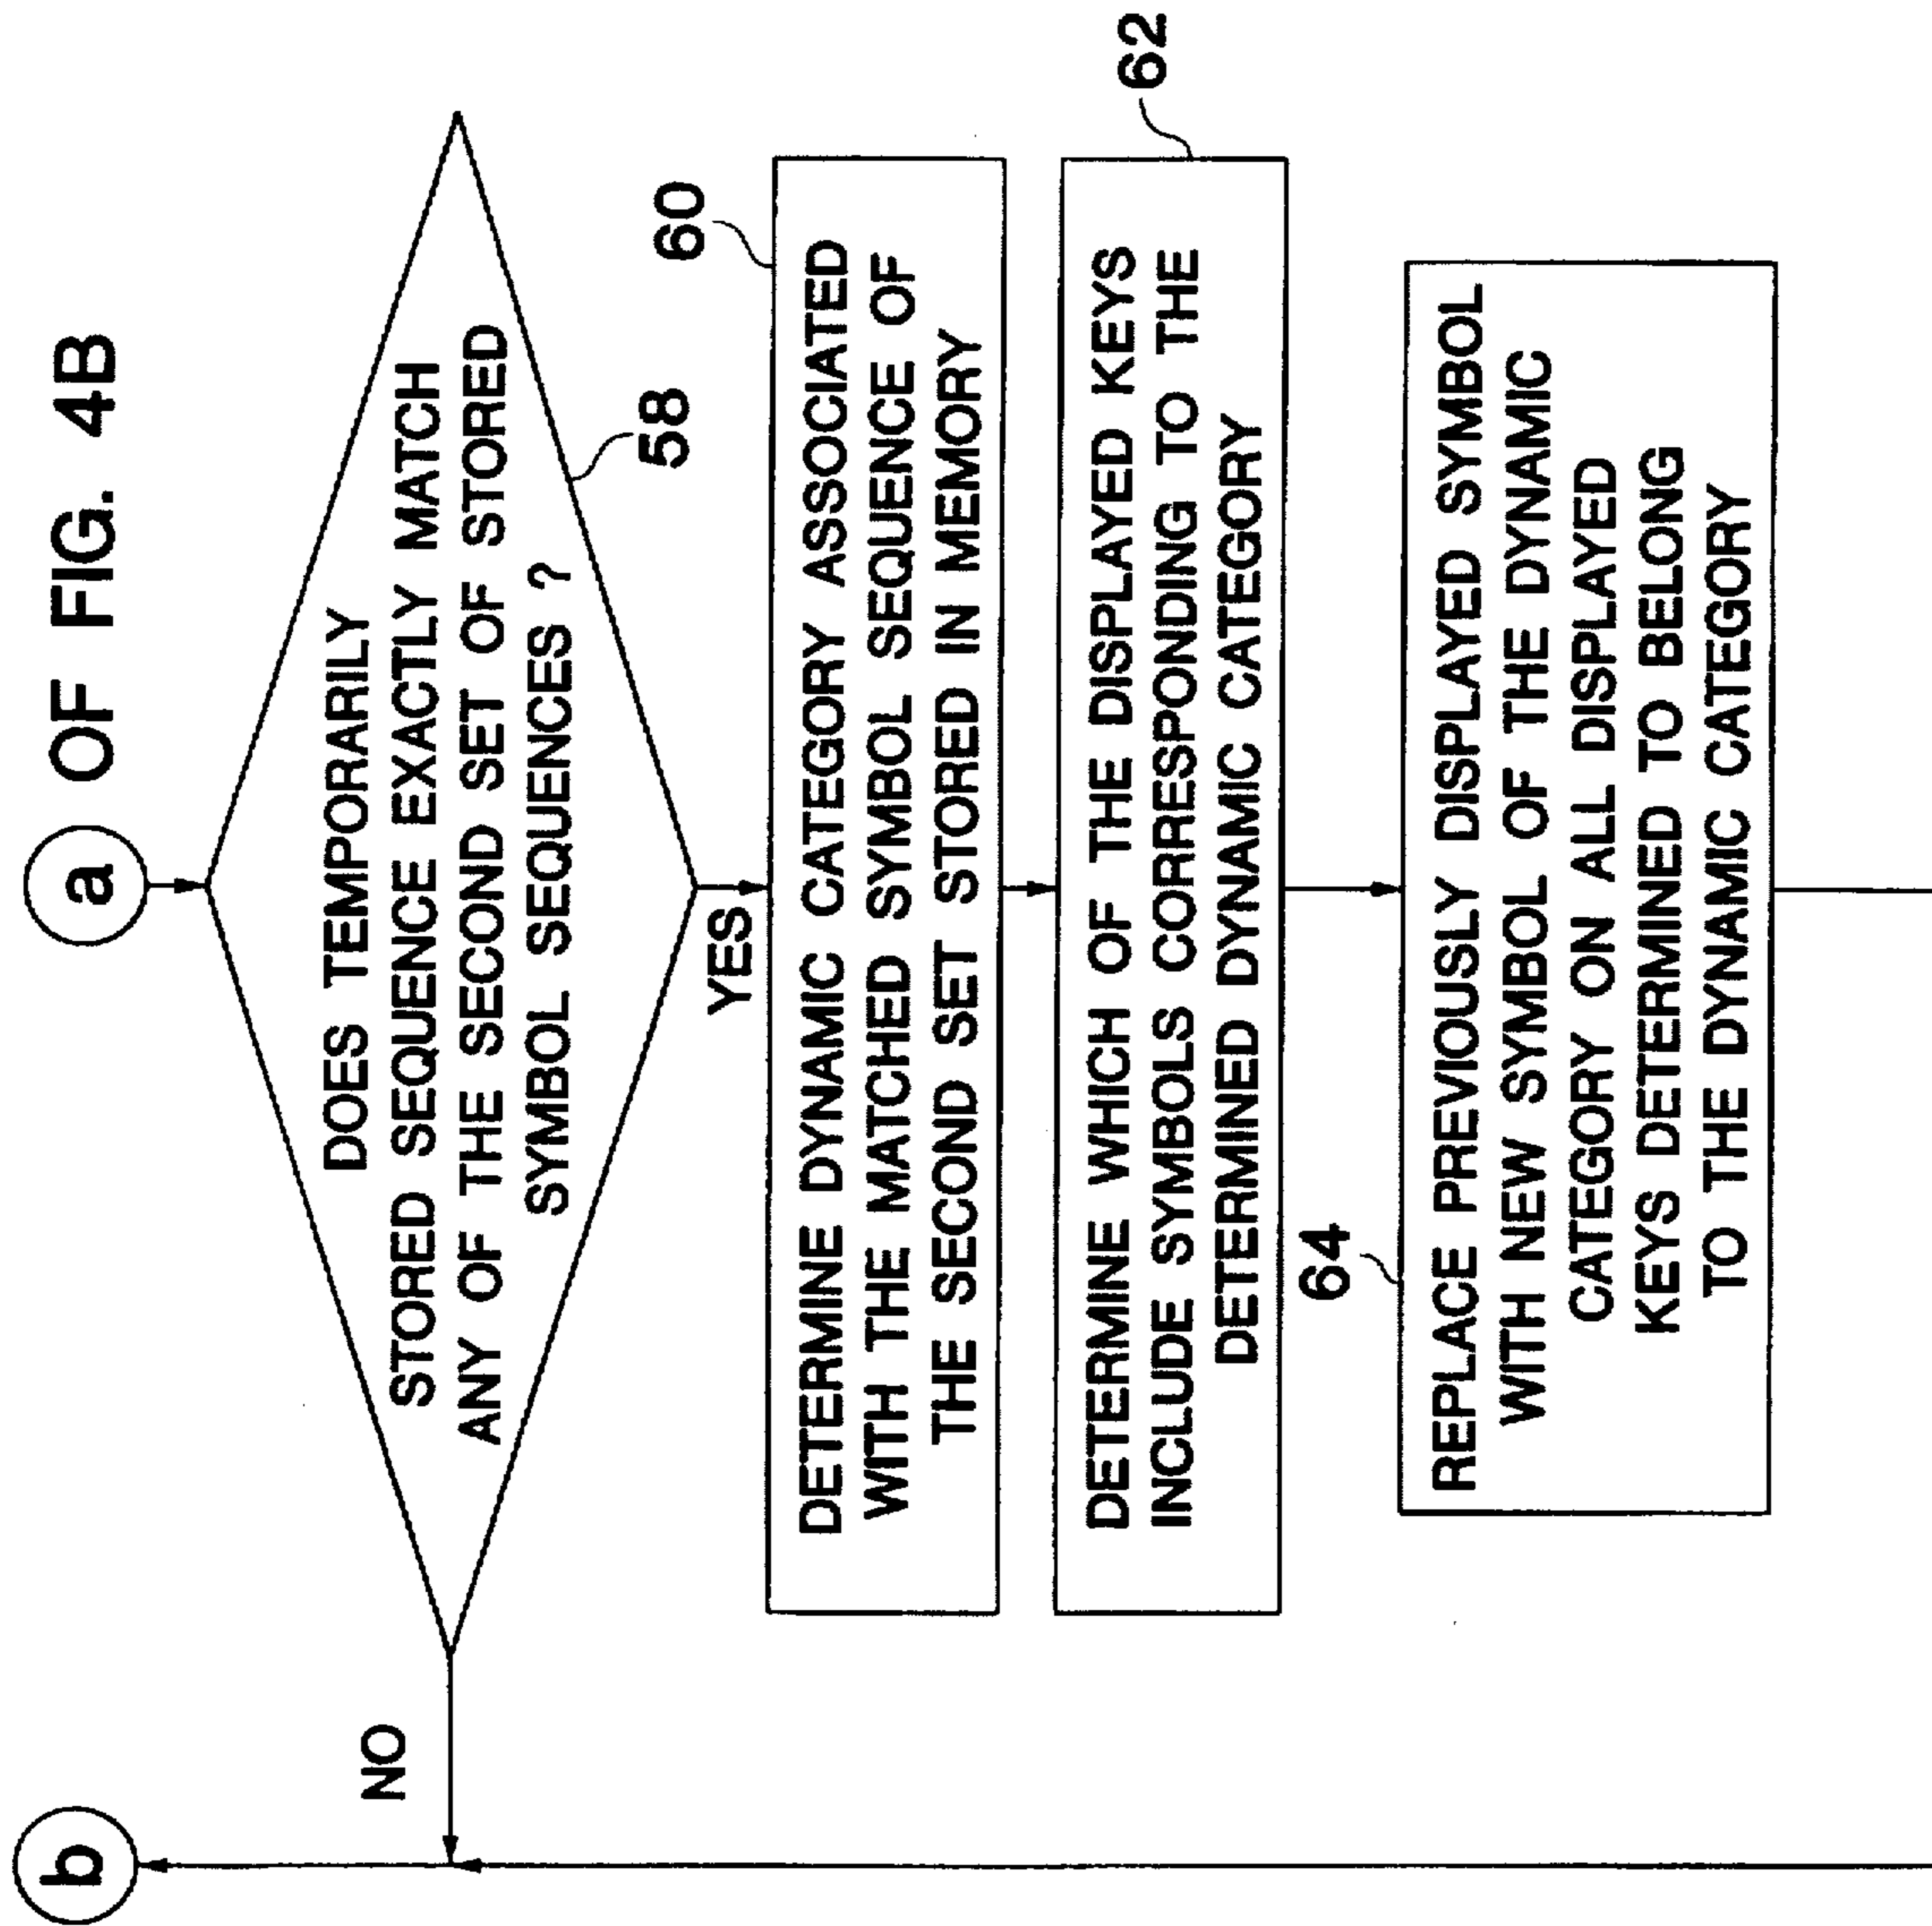 a OF FIG. 4B
DOES TEMPORARILY
STORED SEQUENCE EXACTLY MATCH
ANY OF THE SECOND SET OF STORED
SYMBOL SEQUENCES ?
58
NO
b
YES
60
DETERMINE DYNAMIC CATEGORY ASSOCIATED
WITH THE MATCHED SYMBOL SEQUENCE OF
THE SECOND SET STORED IN MEMORY
62
DETERMINE WHICH OF THE DISPLAYED KEYS
INCLUDE SYMBOLS CORRESPONDING TO THE
DETERMINED DYNAMIC CATEGORY
64
REPLACE PREVIOUSLY DISPLAYED SYMBOL
WITH NEW SYMBOL OF THE DYNAMIC
CATEGORY ON ALL DISPLAYED
KEYS DETERMINED TO BELONG
TO THE DYNAMIC CATEGORY